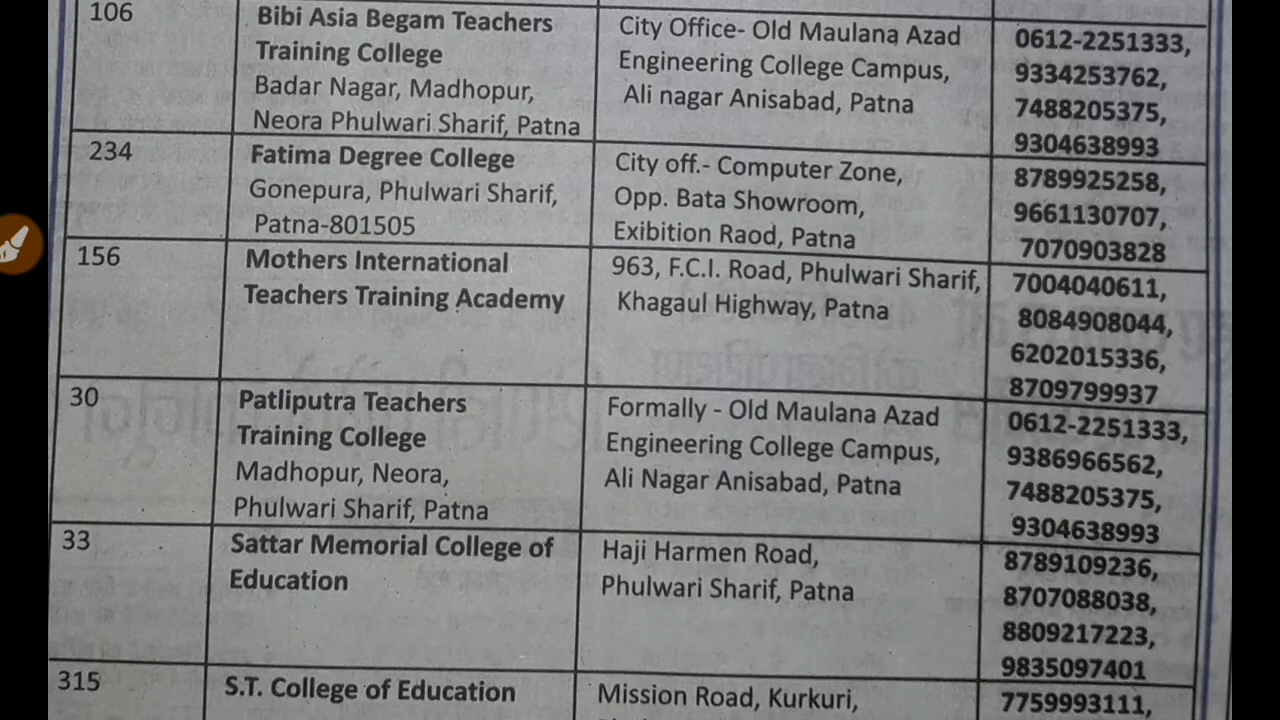 106
Bibi Asia Begam Teachers
Training College
Badar Nagar, Madhopur,
Neora Phulwari Sharif, Patna
City Office- Old Maulana Azad
Engineering College Campus,
Ali nagar Anisabad, Patna
0612-2251333,
9334253762,
7488205375,
9304638993
234
Fatima Degree College
Gonepura, Phulwari Sharif,
Patna-801505
City off.- Computer Zone,
Opp. Bata Showroom,
Exibition Raod, Patna
8789925258,
9661130707,
7070903828
156
Mothers International
Teachers Training Academy
963, F.C.I. Road, Phulwari Sharif,
Khagaul Highway, Patna
7004040611,
8084908044,
6202015336,
8709799937
30
Patliputra Teachers
Training College
Madhopur, Neora,
Phulwari Sharif, Patna
Formally - Old Maulana Azad
Engineering College Campus,
Ali Nagar Anisabad, Patna
0612-2251333,
9386966562,
7488205375,
9304638993
33
Sattar Memorial College of
Education
Haji Harmen Road,
Phulwari Sharif, Patna
8789109236,
8707088038,
8809217223,
9835097401
315
S.T. College of Education
Mission Road, Kurkuri,
7759993111,